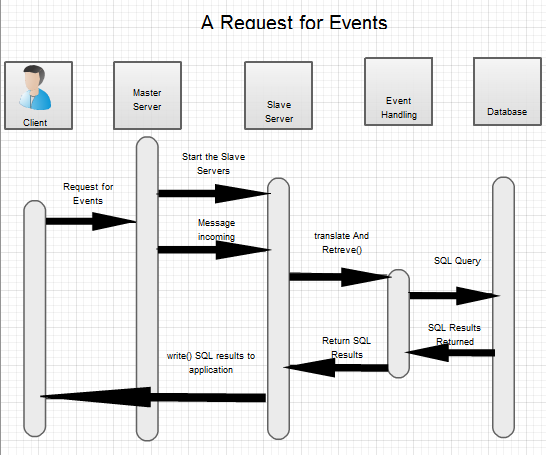 A Request for Events
Client
Master
Server
Slave
Server
Event
Handling
Database
Start the Slave
Servers
Request for
Events
Message
incoming
translate And
Retreve()
SQL Query
SQL Results
Returned
Return SQL
Results
write() SQL results to
application